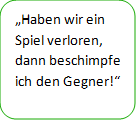 „Haben wir ein
Spiel verloren,
dann beschimpfe
ich den Gegner!“